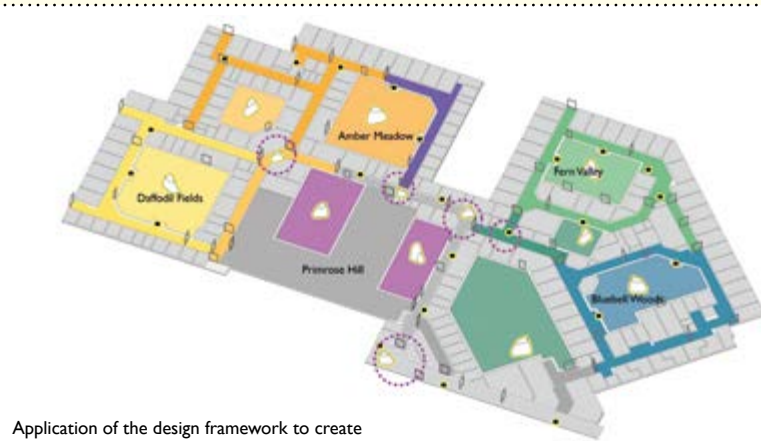 Amber Meadow
Fern Valley
Daffodil Fields
Primrose Hill
Bluebell Woods
Application of the design framework to create